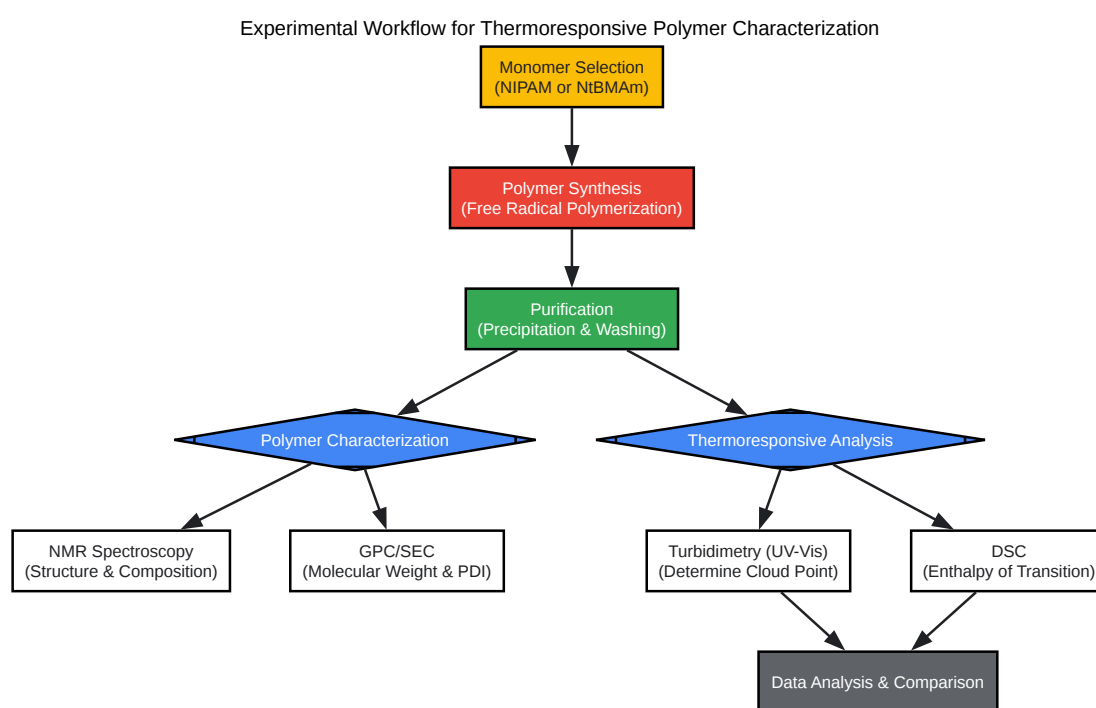 Experimental Workflow for Thermoresponsive Polymer Characterization
Monomer Selection
(NIPAM or NtBMAm)
Polymer Synthesis
(Free Radical Polymerization)
Purification
(Precipitation & Washing)
Polymer Characterization
Thermoresponsive Analysis
NMR Spectroscopy
(Structure & Composition)
GPC/SEC
(Molecular Weight & PDI)
Turbidimetry (UV-Vis)
(Determine Cloud Point)
DSC
(Enthalpy of Transition)
Data Analysis & Comparison